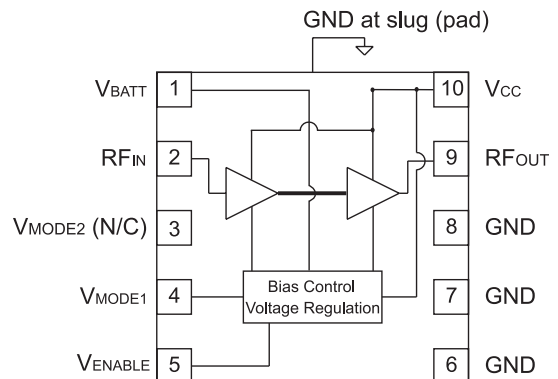 GND at slug (pad)
VBATT 1 10 VCC
RFIN 2 9 RFOUT
VMODE2 (N/C) 3 8 GND
VMODE1 4 Bias Control 7 GND
Voltage Regulation
VENABLE 5 6 GND